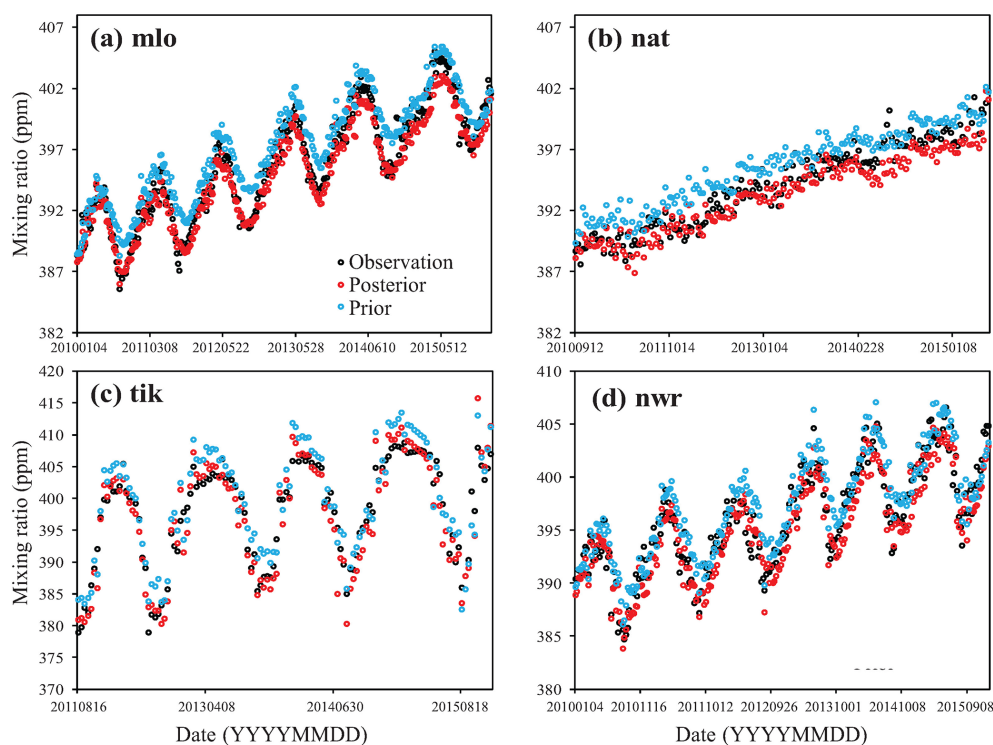 (a) mlo
(b) nat
Mixing ratio (ppm)
407
402
397
392
387
382
Observation
Posterior
Prior
20100104 20110308 20120522 20130528 20140610 20150512
407
402
397
392
387
382
20100912 20111014 20130104 20140228 20150108
(c) tik
(d) nwr
Mixing ratio (ppm)
420
415
410
405
400
395
390
385
380
375
370
20110816 20130408 20140630 20150818
Date (YYYYMMDD)
410
405
400
395
390
385
380
20100104 20101116 20111012 20120926 20131001 20141008 20150908
Date (YYYYMMDD)